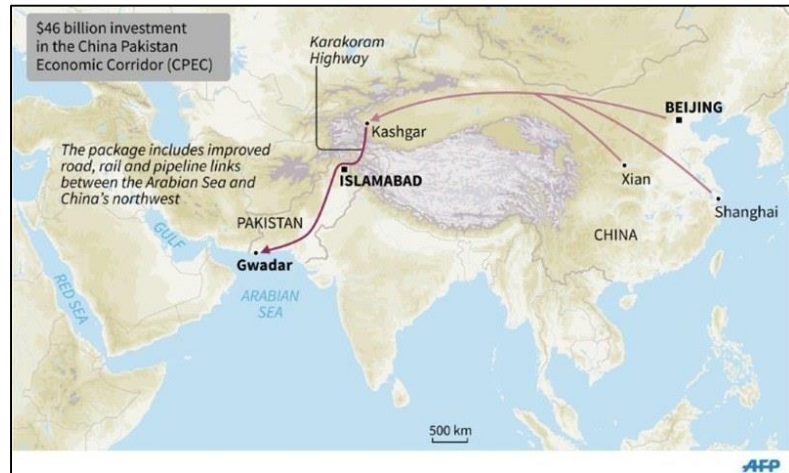 $46 billion investment
in the China Pakistan
Economic Corridor (CPEC)
Karakoram
Highway
BEIJING
Kashgar
The package includes improved
road, rail and pipeline links
between the Arabian Sea and
China's northwest
ISLAMABAD
Xian
Shanghai
PAKISTAN
CHINA
GULF
Gwadar
RED SEA
ARABIAN
SEA
500 km
AFP